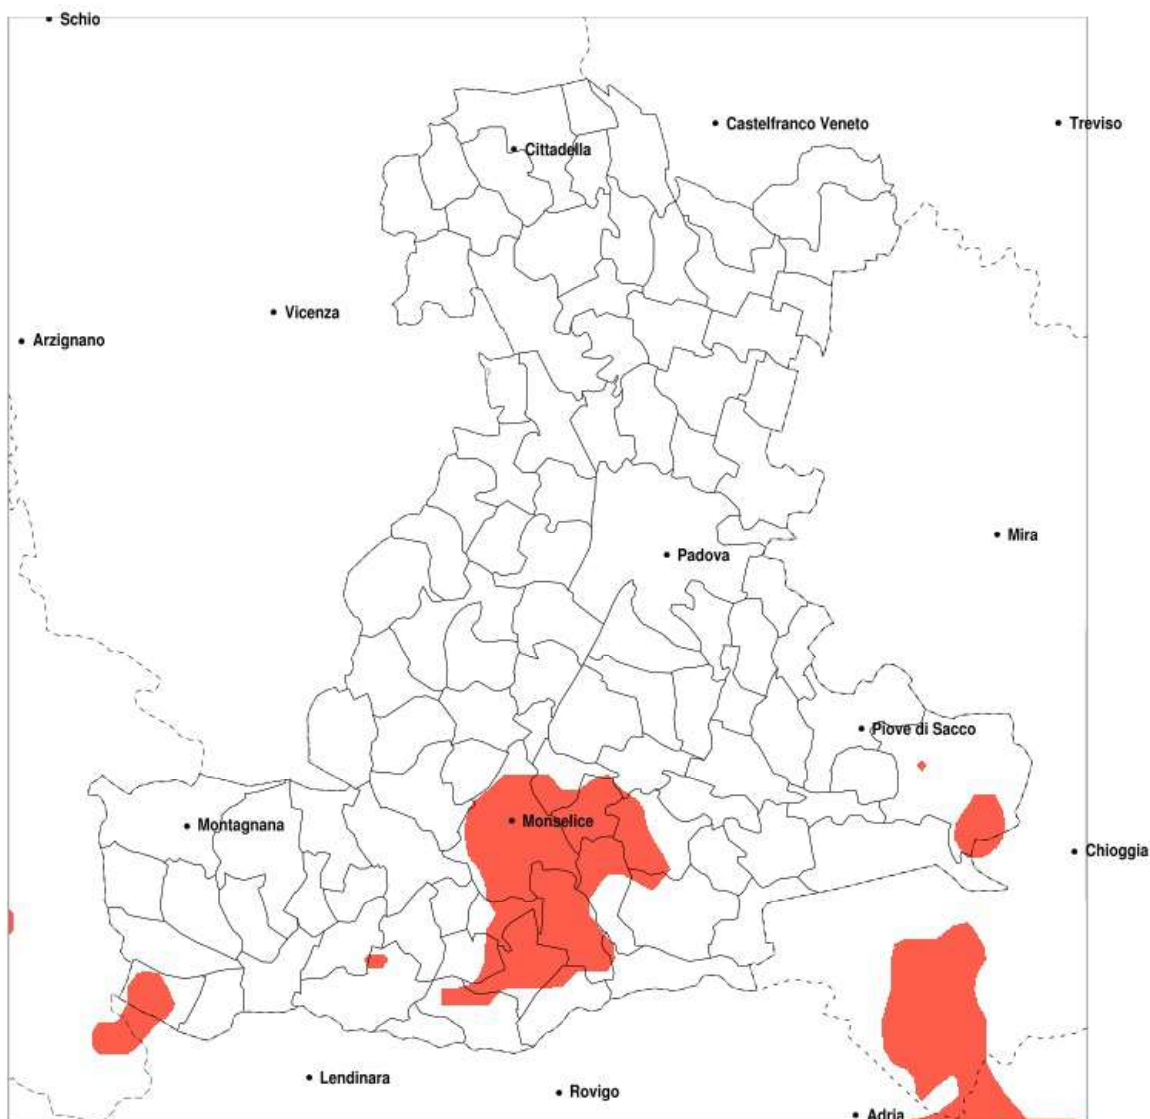 Schio
Castelfranco Veneto
Treviso
Cittadella
Vicenza
Arzignano
Mira
Padova
Piove di Sacco
Monselice
Montagnana
Chioggia
Lendinara
Rovigo
Adria